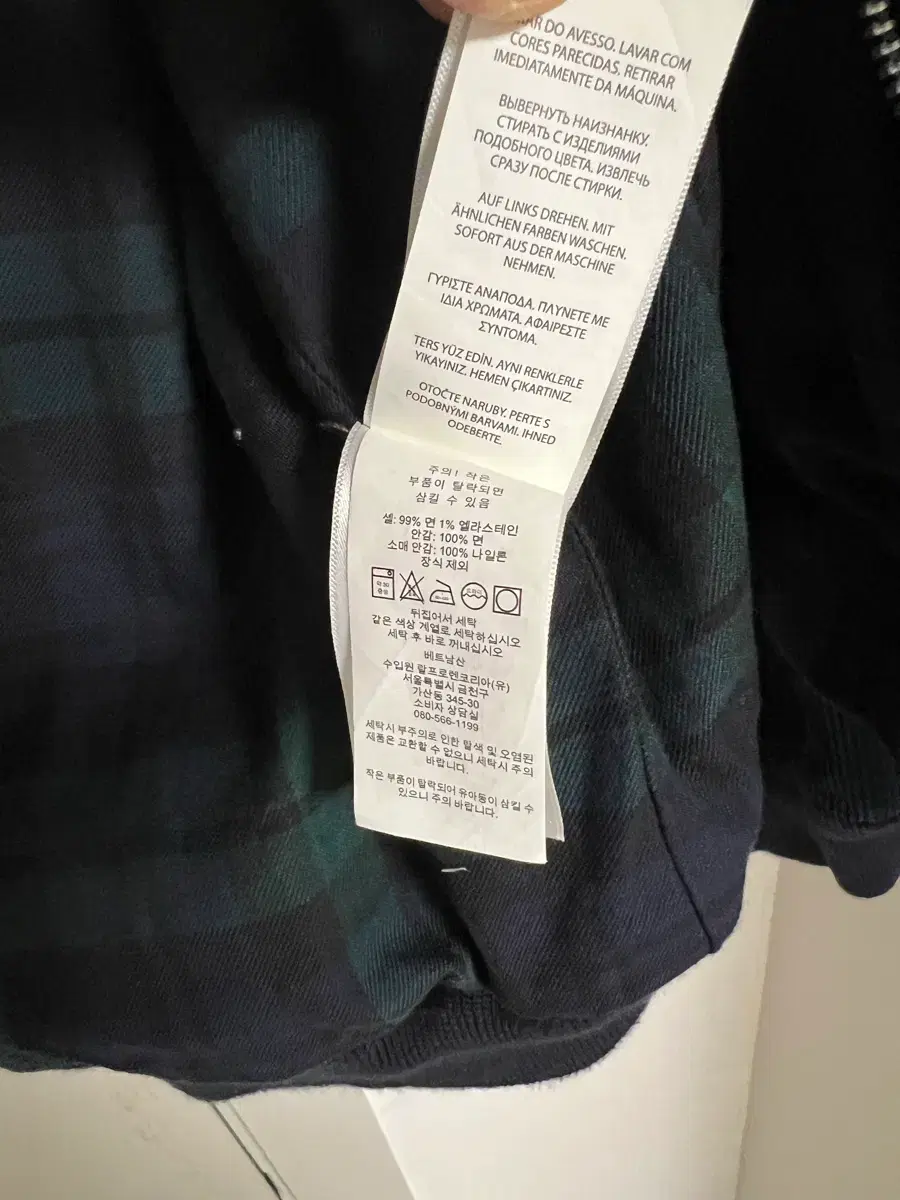 DO AVESSO. LAVAR COM
CORES PARECIDAS. RETIRAR
IMEDIATAMENTE DA MÁQUINA.
ВЫВЕРНУТЬ НАИЗНАНКУ.
СТИРАТЬ С ИЗДЕЛИЯМИ
ПОДОБНОГО ЦВЕТА. ИЗВЛЕЧЬ
СРАЗУ ПОСЛЕ СТИРКИ.
AUF LINKS DREHEN. MIT
ÄHNLICHEN FARBEN WASCHEN.
SOFORT AUS DER MASCHINE
NEHMEN.
ΓΥΡΙΣΤΕ ΑΝΑΠΟΔΑ. ΠΛΥΝΕΤΕ ΜΕ
ΙΔΙΑ ΧΡΩΜΑΤΑ. ΑΦΑΙΡΕΣΤΕ
ΣΥΝΤΟΜΑ.
TERS YÜZ EDİN. AYNI RENKLERLE
YIKAYINIZ. HEMEN ÇIKARTINIZ.
OTOČTE NARUBY. PERTE S
PODOBNÝMI BARVAMI. IHNED
ODEBERTE.
주의! 작은
부품이 탈락되면
삼킬 수 있음
셸: 99% 면 1% 엘라스테인
안감: 100% 면
소매 안감: 100% 나일론
장식 제외
뒤집어서 세탁
같은 색상 계열로 세탁하십시오
세탁 후 바로 꺼내십시오
베트남산
수입원 랄프로렌코리아(유)
서울특별시 금천구
가산동 345-30
소비자 상담실
080-566-1199
세탁시 부주의로 인한 탈색 및 오염된
제품은 교환할 수 없으니 세탁시 주의
바랍니다.
작은 부품이 탈락되어 유아동이 삼킬 수
있으니 주의 바랍니다.